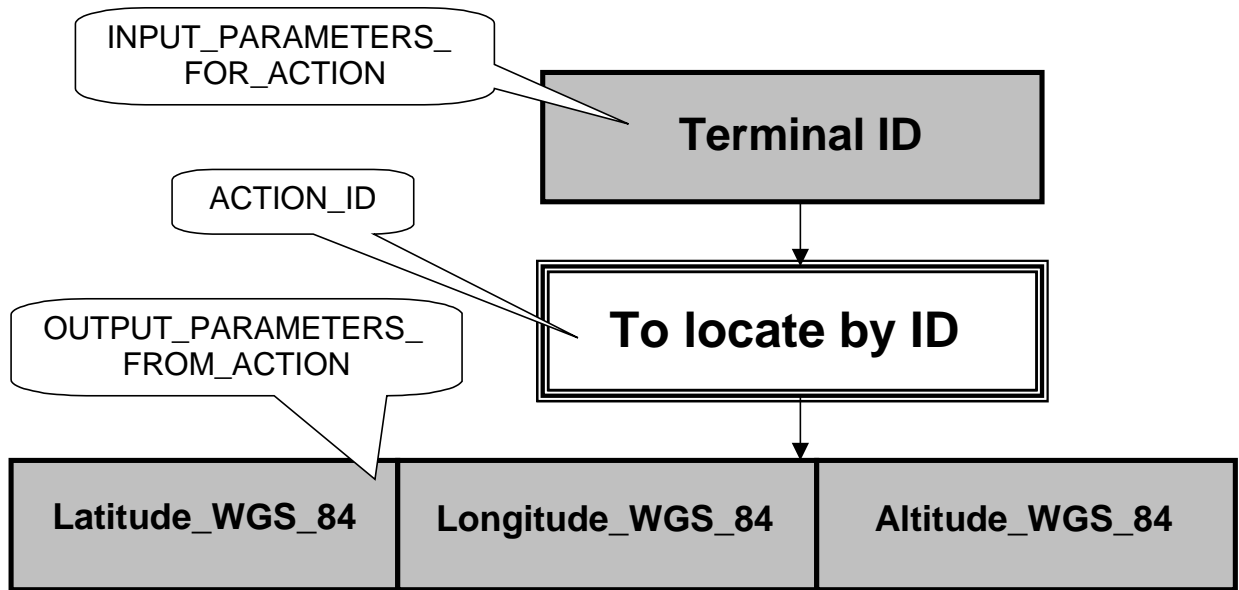 INPUT_PARAMETERS_
FOR_ACTION
Terminal ID
ACTION_ID
To locate by ID
OUTPUT_PARAMETERS_
FROM_ACTION
Latitude_WGS_84
Longitude_WGS_84
Altitude_WGS_84